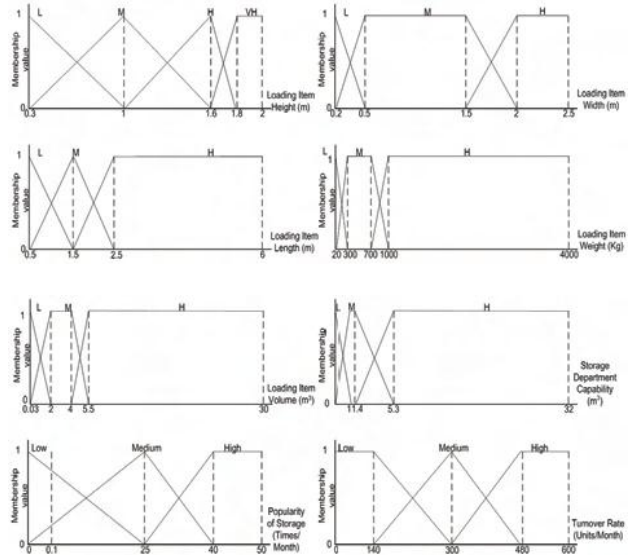 L M H VH
Membership value
1
0
0.3 1 1.6 1.8 2
Loading Item
Height (m)
L M H
Membership value
1
0
0.2 0.5 1.5 2 2.5
Loading Item
Width (m)
L M H
Membership value
1
0
0.5 1.5 2.5 6
Loading Item
Length (m)
L M H
Membership value
1
0
20 300 700 1000 4000
Loading Item
Weight (Kg)
L M H
Membership value
1
0
0.03 2 4 5.5 30
Loading Item
Volume (m³)
L M H
Membership value
0
11.4 5.3 32
Storage
Department
Capability
(m³)
Low Medium High
Membership value
1
0
0.1 25 40 50
Popularity
of Storage
(Times/
Month)
Low Medium High
Membership value
1
0
0 140 300 480
Turnover Rate
(Units/Month)